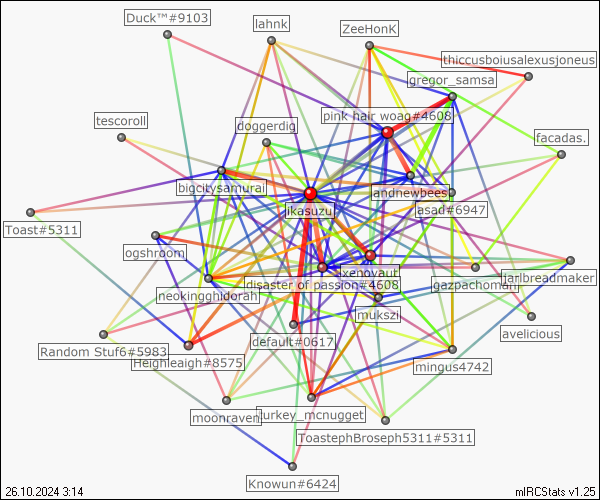 Duck™#9103
lahnk
ZeeHonK
thiccusboiusalexusjoneus
gregor_samsa
pink hair woag#4608
tescoroll
doggerdig
facadas.
bigcitysamurai
andnewbees
ikasuzu
asad#6947
Toast#5311
ogshroom
xenovaut
disaster of passion#4608
gazpachoman
jarlbreadmaker
neokingghidorah
mukszi
avelicious
default#0617
Random Stuf6#5983
Heighleigh#8575
mingus4742
moonraven
turkey_mcnugget
ToastephBroseph5311#5311
Knowun#6424
26.10.2024 3:14
mIRCStats v1.25